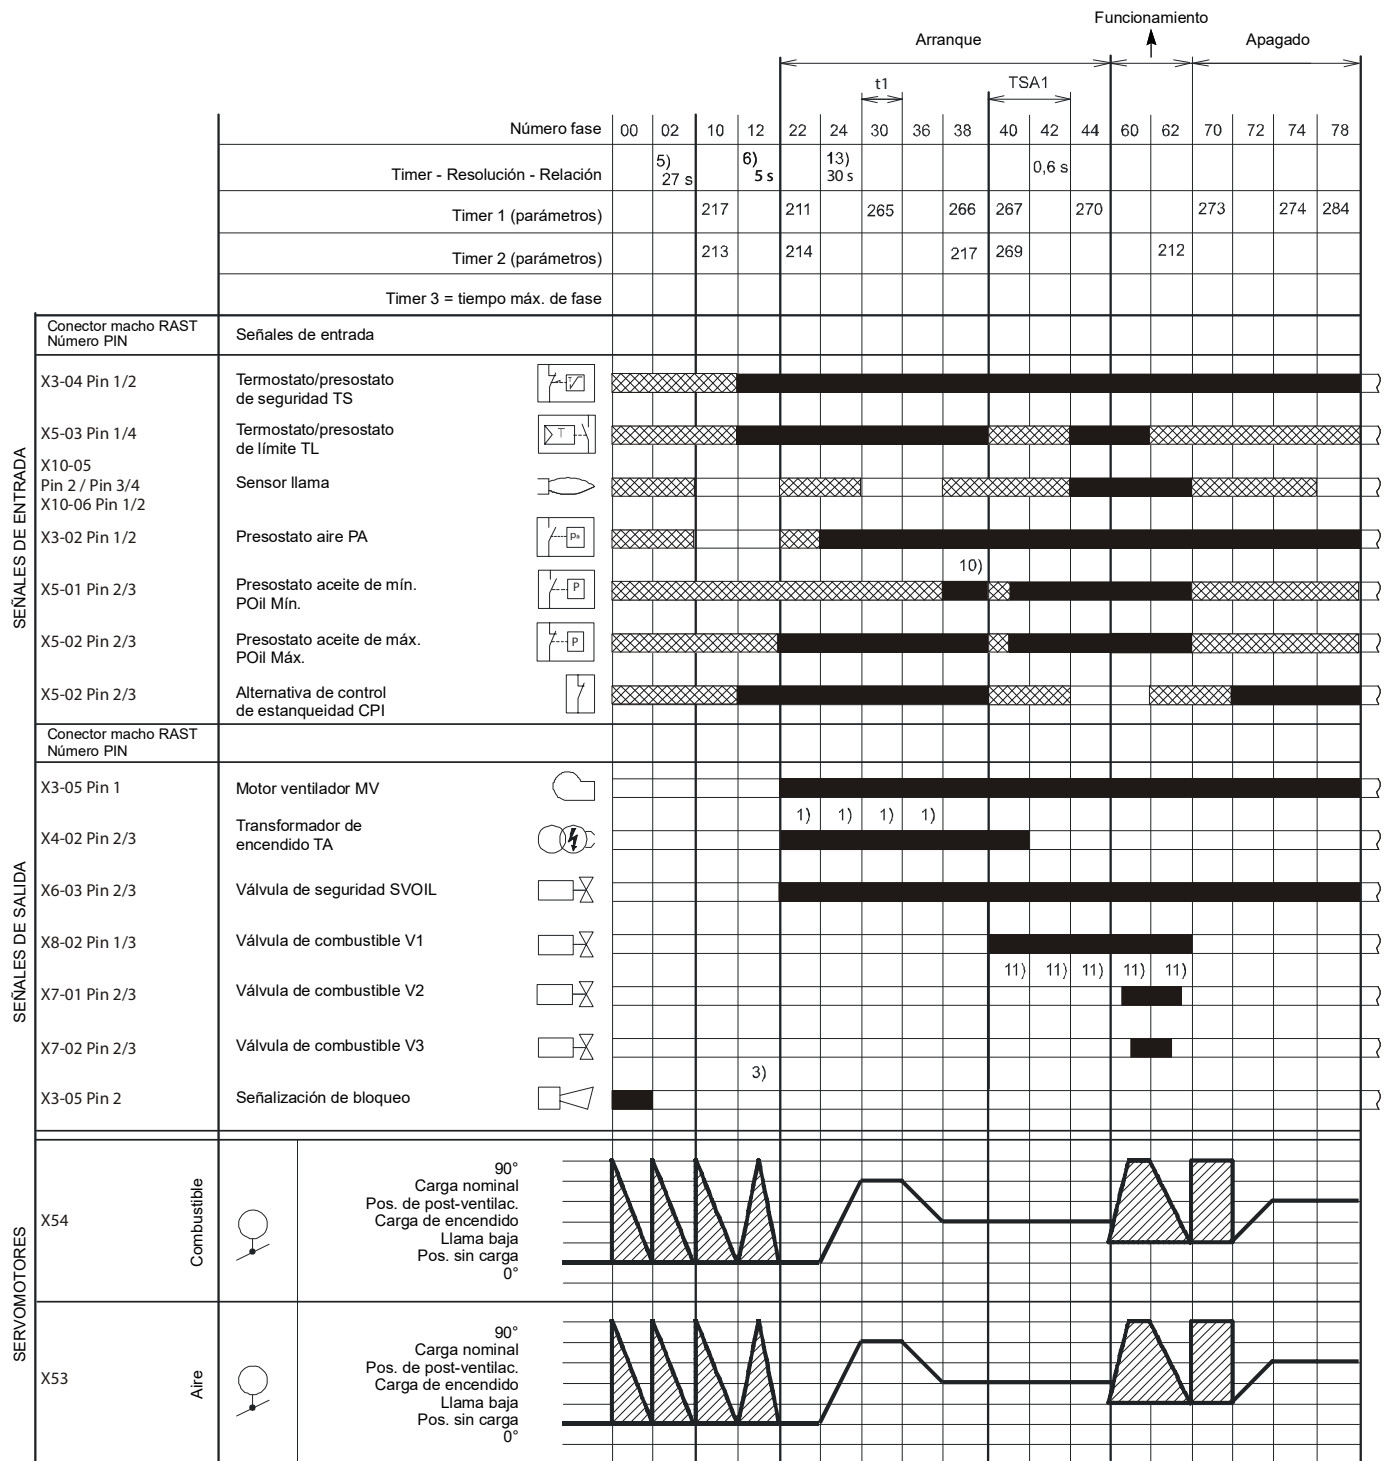 Funcionamiento
Arranque
Apagado
t1
TSA1
Número fase 00 02 10 12 22 24 30 36 38 40 42 44 60 62 70 72 74 78
Timer - Resolución - Relación 5) 27 s 6) 5 s 13) 30 s 0,6 s
Timer 1 (parámetros) 217 211 265 266 267 270 273 274 284
Timer 2 (parámetros) 213 214 217 269 212
Timer 3 = tiempo máx. de fase
SEÑALES DE ENTRADA
Conector macho RAST
Número PIN
Señales de entrada
X3-04 Pin 1/2
Termostato/presostato
de seguridad TS
T
X5-03 Pin 1/4
Termostato/presostato
de límite TL
T
X10-05
Pin 2 / Pin 3/4
X10-06 Pin 1/2
Sensor llama
X3-02 Pin 1/2
Presostato aire PA
Pa
10)
X5-01 Pin 2/3
Presostato aceite de mín.
POil Mín.
P
X5-02 Pin 2/3
Presostato aceite de máx.
POil Máx.
P
X5-02 Pin 2/3
Alternativa de control
de estanqueidad CPI
SEÑALES DE SALIDA
Conector macho RAST
Número PIN
X3-05 Pin 1
Motor ventilador MV
1) 1) 1) 1)
X4-02 Pin 2/3
Transformador de
encendido TA
X6-03 Pin 2/3
Válvula de seguridad SVOIL
X8-02 Pin 1/3
Válvula de combustible V1
11) 11) 11) 11) 11)
X7-01 Pin 2/3
Válvula de combustible V2
X7-02 Pin 2/3
Válvula de combustible V3
3)
X3-05 Pin 2
Señalización de bloqueo
SERVOMOTORES
X54
Combustible
90°
Carga nominal
Pos. de post-ventilac.
Carga de encendido
Llama baja
Pos. sin carga
0°
X53
Aire
90°
Carga nominal
Pos. de post-ventilac.
Carga de encendido
Llama baja
Pos. sin carga
0°